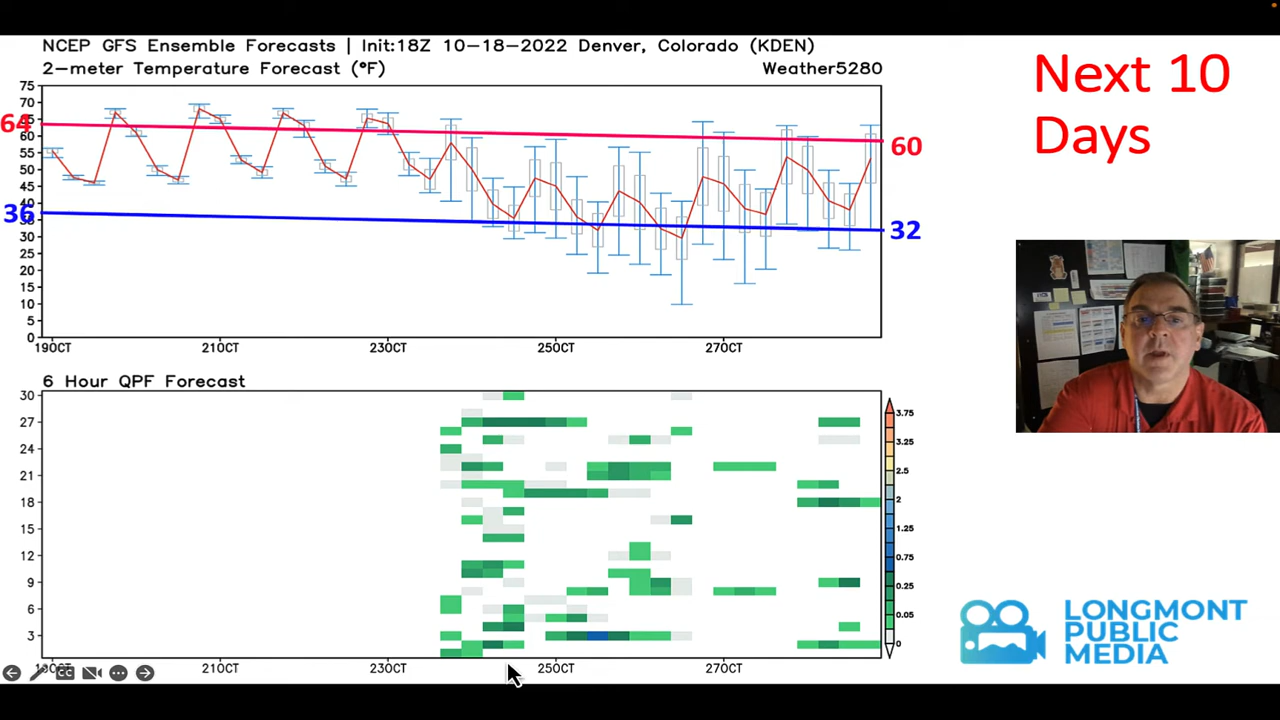 NCEP GFS Ensemble Forecasts | Init:18Z 10-18-2022 Denver, Colorado (KDEN)
2-meter Temperature Forecast (°F)
Weather5280
Next 10
Days
75
70
65
60
55
50
45
40
35
30
25
20
15
10
5
0
64
36
60
32
19OCT
21OCT
23OCT
25OCT
27OCT
6 Hour QPF Forecast
30
27
24
21
18
15
12
9
6
3
3.75
3.25
2.5
2
1.25
0.75
0.25
0.05
0
19OCT
21OCT
23OCT
25OCT
27OCT
CC
LONGMONT
PUBLIC
MEDIA